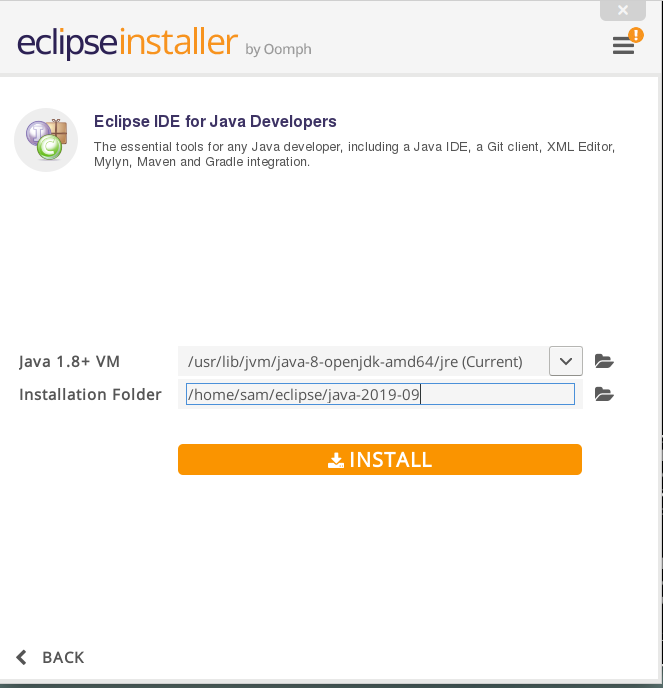 eclipseinstaller by Oomph
!
Eclipse IDE for Java Developers
The essential tools for any Java developer, including a Java IDE, a Git client, XML Editor,
Mylyn, Maven and Gradle integration.
Java 1.8+ VM /usr/lib/jvm/java-8-openjdk-amd64/jre (Current)
Installation Folder /home/sam/eclipse/java-2019-09
INSTALL
BACK